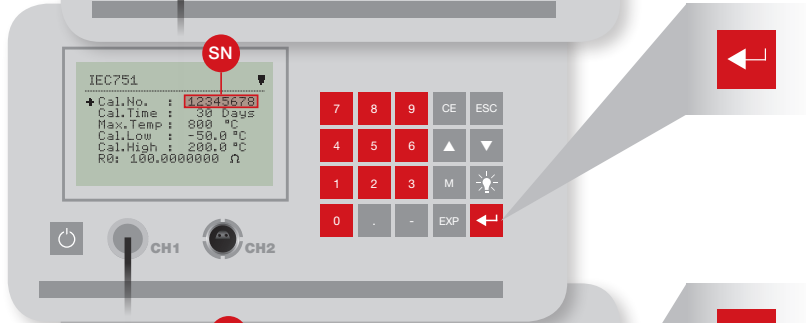 SN
IEC751
Cal.No. : 12345678
Cal.Time : 30 Days
Max.Temp : 800 °C
Cal.Low : -50.0 °C
Cal.High : 200.0 °C
R0: 100.0000000 Ω
7 8 9 CE ESC
4 5 6
1 2 3 M
0 . - EXP
CH1 CH2